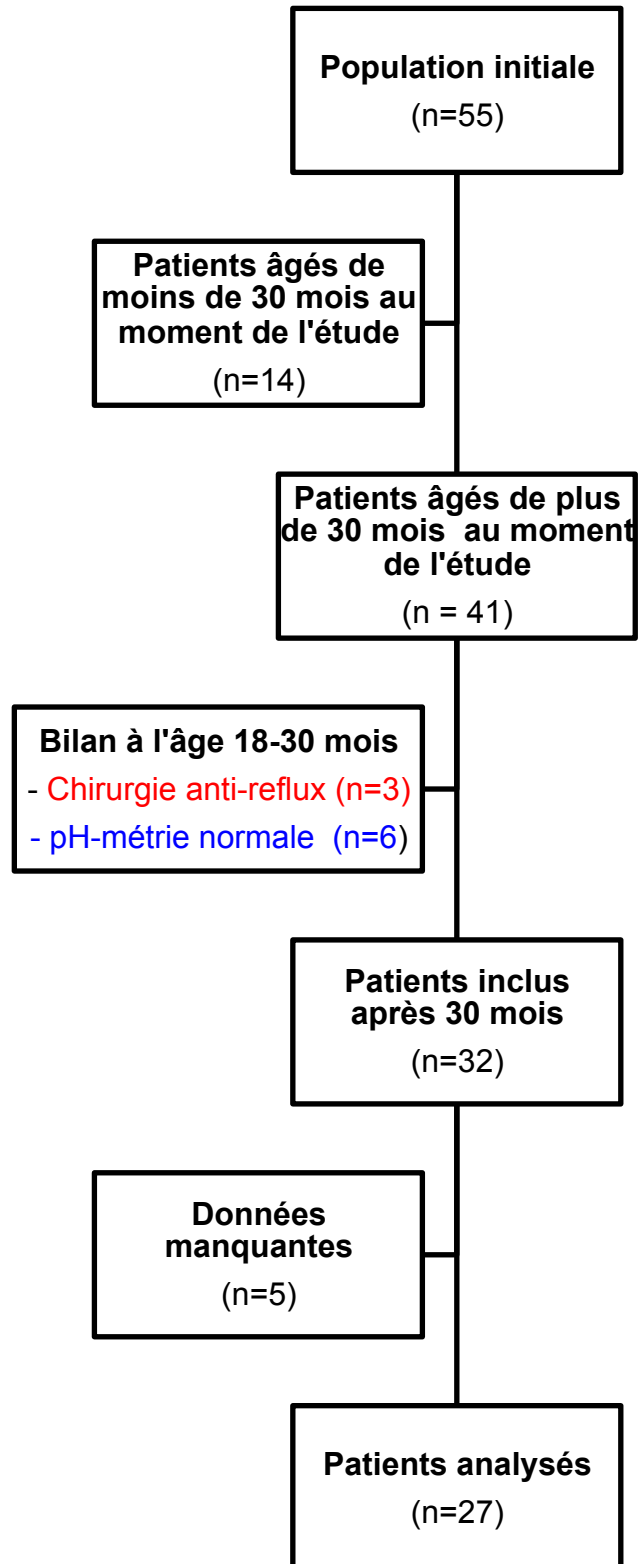 Population initiale
(n=55)
Patients âgés de
moins de 30 mois au
moment de l'étude
(n=14)
Patients âgés de plus
de 30 mois  au moment
de l'étude
(n = 41)
Bilan à l'âge 18-30 mois
- Chirurgie anti-reflux (n=3)
- pH-métrie normale  (n=6)
Patients inclus
après 30 mois
(n=32)
Données
manquantes
(n=5)
Patients analysés
(n=27)